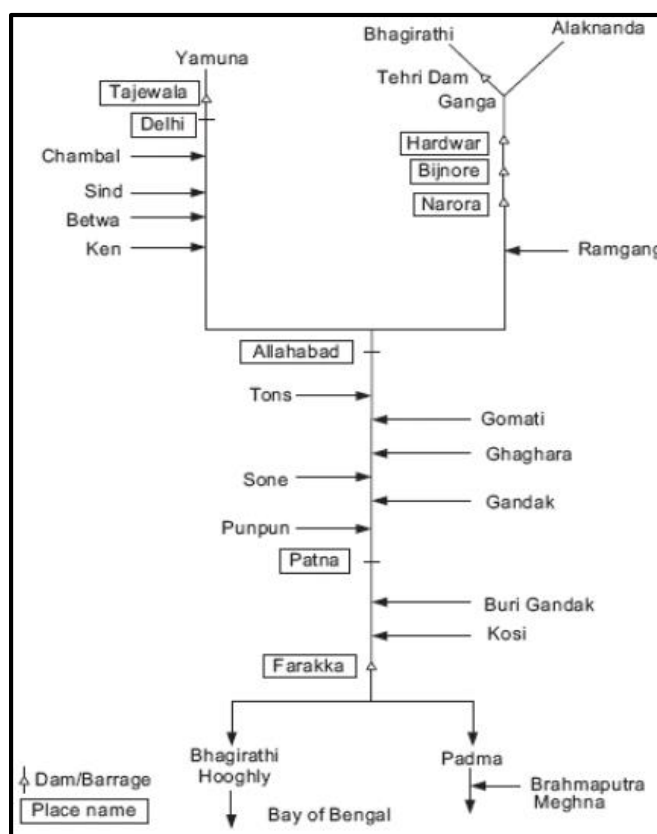 Bhagirathi
Alaknanda
Yamuna
Tehri Dam
Ganga
Tajewala
Delhi
Hardwar
Chambal
Bijnore
Sind
Narora
Betwa
Ken
Ramgang
Allahabad
Tons
Gomati
Ghaghara
Sone
Gandak
Punpun
Patna
Buri Gandak
Kosi
Farakka
Bhagirathi
Hooghly
Padma
Dam/Barrage
Brahmaputra
Meghna
Place name
Bay of Bengal